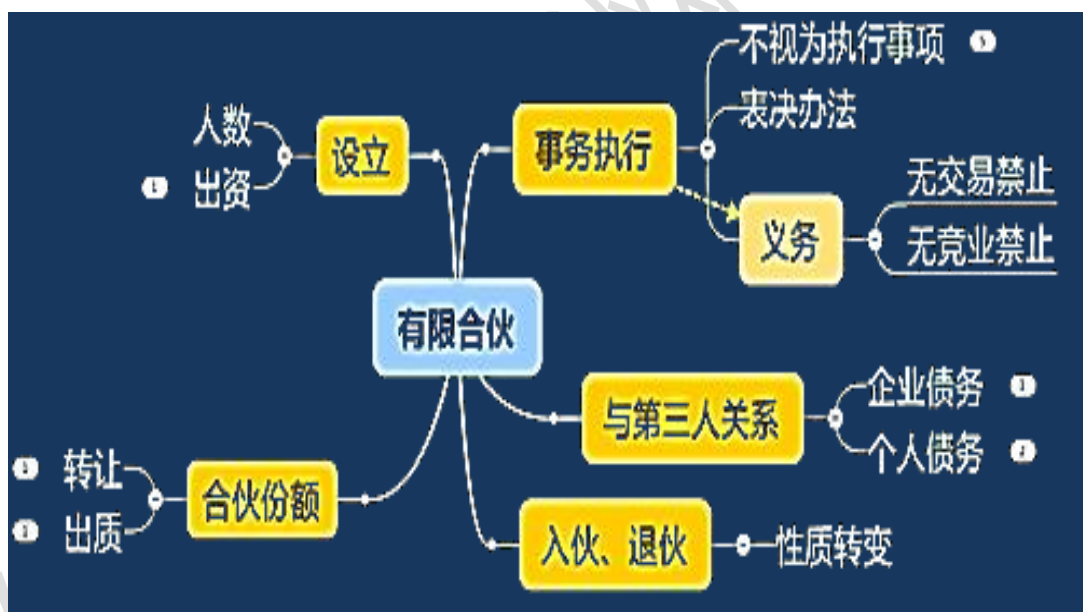 不视为执行事项
表决办法
事务执行
人数
设立
出资
无交易禁止
义务
无竞业禁止
有限合伙
企业债务
与第三人关系
个人债务
转让
合伙份额
出质
入伙、退伙
性质转变